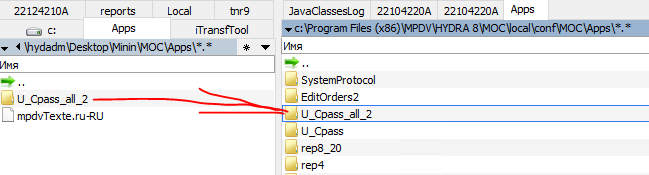 22124210A reports Local tnr9
c: Apps iTransfTool
\hydadm\Desktop\Minin\MOC\Apps\*.* * ▼
Имя
..
U_Cpass_all_2
mpdvTexte.ru-RU
JavaClassesLog 22104220A 22104220A Apps
c:\Program Files (x86)\MPDV\HYDRA 8\MOC\local\conf\MOC\Apps\*.*
Имя
..
SystemProtocol
EditOrders2
U_Cpass_all_2
U_Cpass
rep8_20
rep4